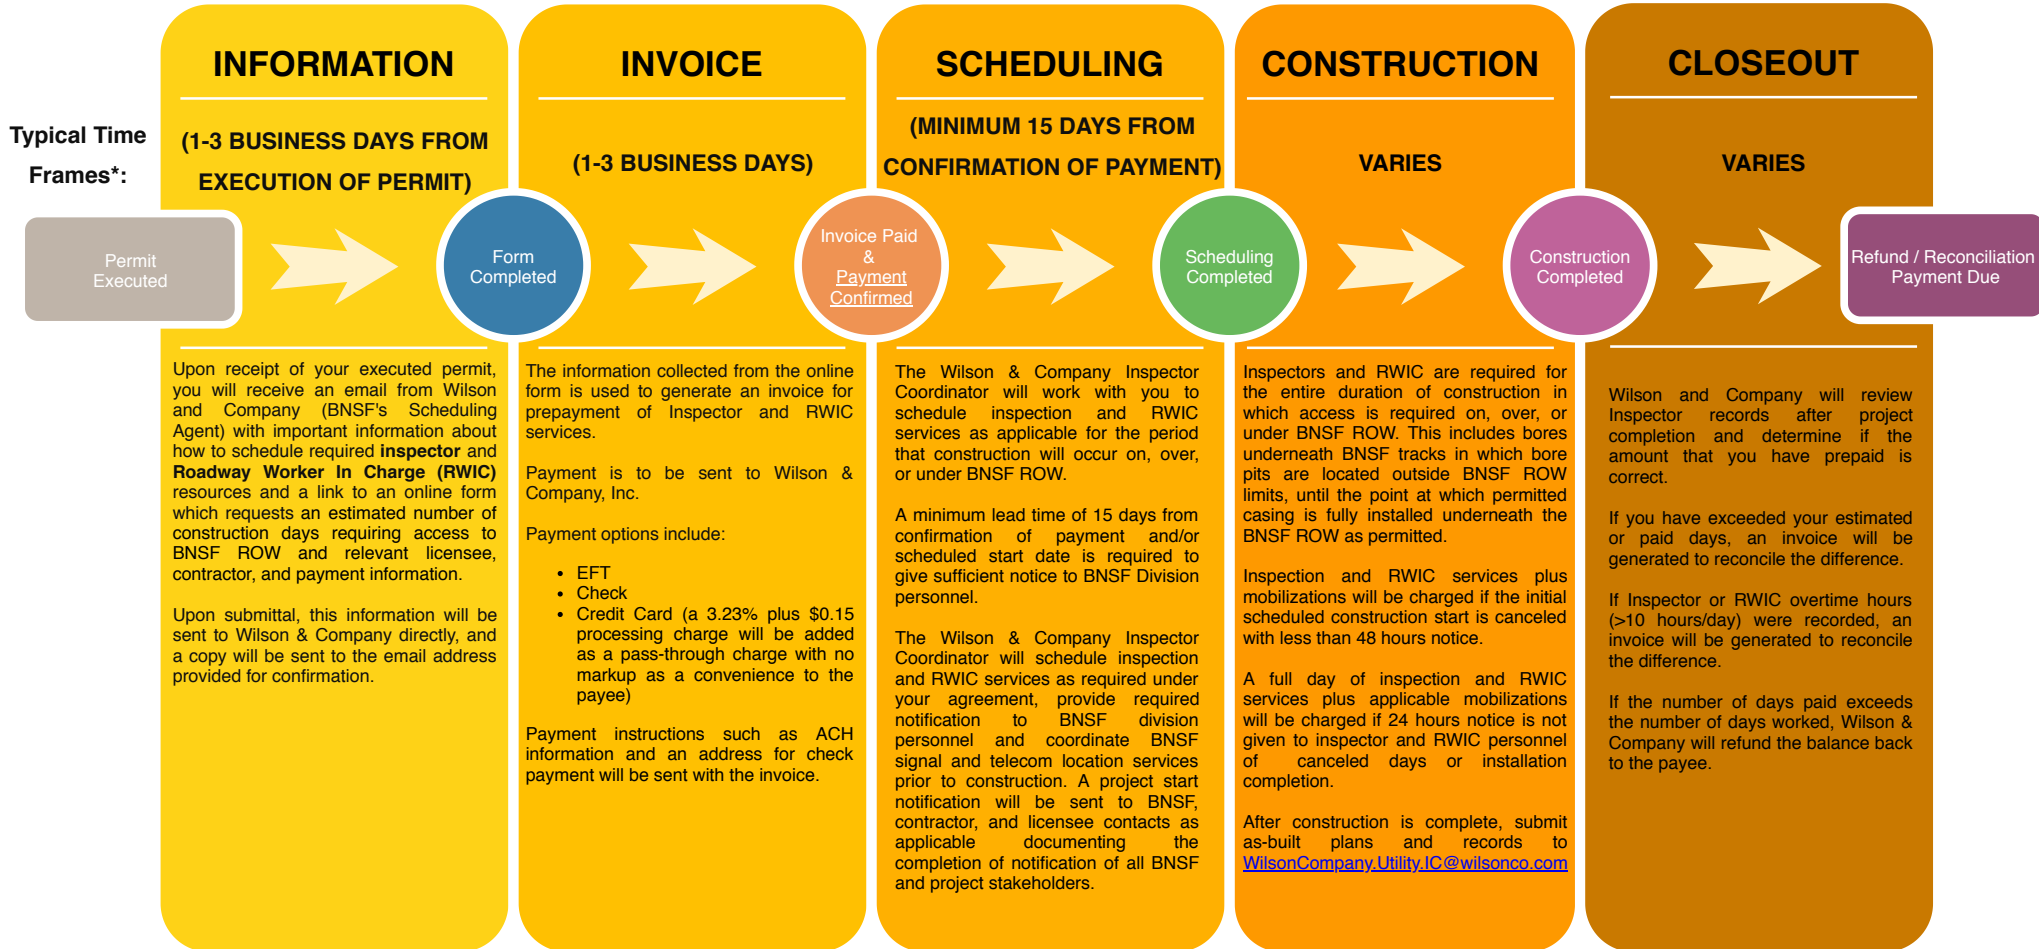 Typical Time
Frames*:
INFORMATION
(1-3 BUSINESS DAYS FROM
EXECUTION OF PERMIT)
INVOICE
(1-3 BUSINESS DAYS)
SCHEDULING
(MINIMUM 15 DAYS FROM
CONFIRMATION OF PAYMENT)
CONSTRUCTION
VARIES
CLOSEOUT
VARIES
Permit
Executed
Form
Completed
Invoice Paid
&
Payment
Confirmed
Scheduling
Completed
Construction
Completed
Refund / Reconciliation
Payment Due
Upon receipt of your executed permit,
you will receive an email from Wilson
and Company (BNSF's Scheduling
Agent) with important information about
how to schedule required inspector and
Roadway Worker In Charge (RWIC)
resources and a link to an online form
which requests an estimated number of
construction days requiring access to
BNSF ROW and relevant licensee,
contractor, and payment information.
Upon submittal, this information will be
sent to Wilson & Company directly, and
a copy will be sent to the email address
provided for confirmation.
The information collected from the online
form is used to generate an invoice for
prepayment of Inspector and RWIC
services.
Payment is to be sent to Wilson &
Company, Inc.
Payment options include:
• EFT
• Check
• Credit Card (a 3.23% plus $0.15
processing charge will be added
as a pass-through charge with no
markup as a convenience to the
payee)
Payment instructions such as ACH
information and an address for check
payment will be sent with the invoice.
The Wilson & Company Inspector
Coordinator will work with you to
schedule inspection and RWIC
services as applicable for the period
that construction will occur on, over,
or under BNSF ROW.
A minimum lead time of 15 days from
confirmation of payment and/or
scheduled start date is required to
give sufficient notice to BNSF Division
personnel.
The Wilson & Company Inspector
Coordinator will schedule inspection
and RWIC services as required under
your agreement, provide required
notification to BNSF division
personnel and coordinate BNSF
signal and telecom location services
prior to construction. A project start
notification will be sent to BNSF,
contractor, and licensee contacts as
applicable documenting the
completion of notification of all BNSF
and project stakeholders.
Inspectors and RWIC are required for
the entire duration of construction in
which access is required on, over, or
under BNSF ROW. This includes bores
underneath BNSF tracks in which bore
pits are located outside BNSF ROW
limits, until the point at which permitted
casing is fully installed underneath the
BNSF ROW as permitted.
Inspection and RWIC services plus
mobilizations will be charged if the initial
scheduled construction start is canceled
with less than 48 hours notice.
A full day of inspection and RWIC
services plus applicable mobilizations
will be charged if 24 hours notice is not
given to inspector and RWIC personnel
of canceled days or installation
completion.
After construction is complete, submit
as-built plans and records to
WilsonCompany.Utility.IC@wilsonco.com
Wilson and Company will review
Inspector records after project
completion and determine if the
amount that you have prepaid is
correct.
If you have exceeded your estimated
or paid days, an invoice will be
generated to reconcile the difference.
If Inspector or RWIC overtime hours
(>10 hours/day) were recorded, an
invoice will be generated to reconcile
the difference.
If the number of days paid exceeds
the number of days worked, Wilson &
Company will refund the balance back
to the payee.